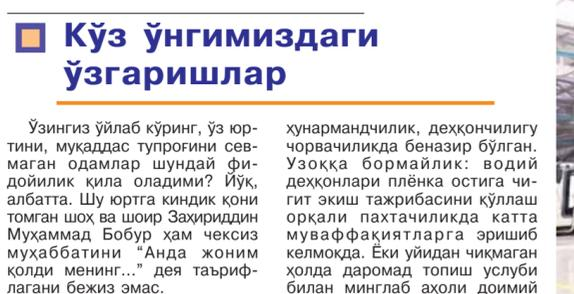 Кўз ўнгимиздаги
ўзгаришлар
Ўзингиз ўйлаб кўринг, ўз юр-
тини, муқаддас тупроғини сев-
маган одамлар шундай фи-
дойилик қила оладими? Йўқ,
албатта. Шу юртга киндик қони
томган шоҳ ва шоир Заҳириддин
Муҳаммад Бобур ҳам чексиз
муҳаббатини “Анда жоним
қолди менинг...” дея таъриф-
лагани бежиз эмас.
ҳунармандчилик, деҳқончилигу
чорвачиликда беназир бўлган.
Узоққа бормайлик: водий
деҳқонлари плёнка остига чи-
гит экиш тажрибасини қўллаш
орқали пахтачиликда катта
муваффақиятларга эришиб
келмоқда. Ёки уйидан чиқмаган
ҳолда даромад топиш услуби
билан минглаб аҳоли доимий